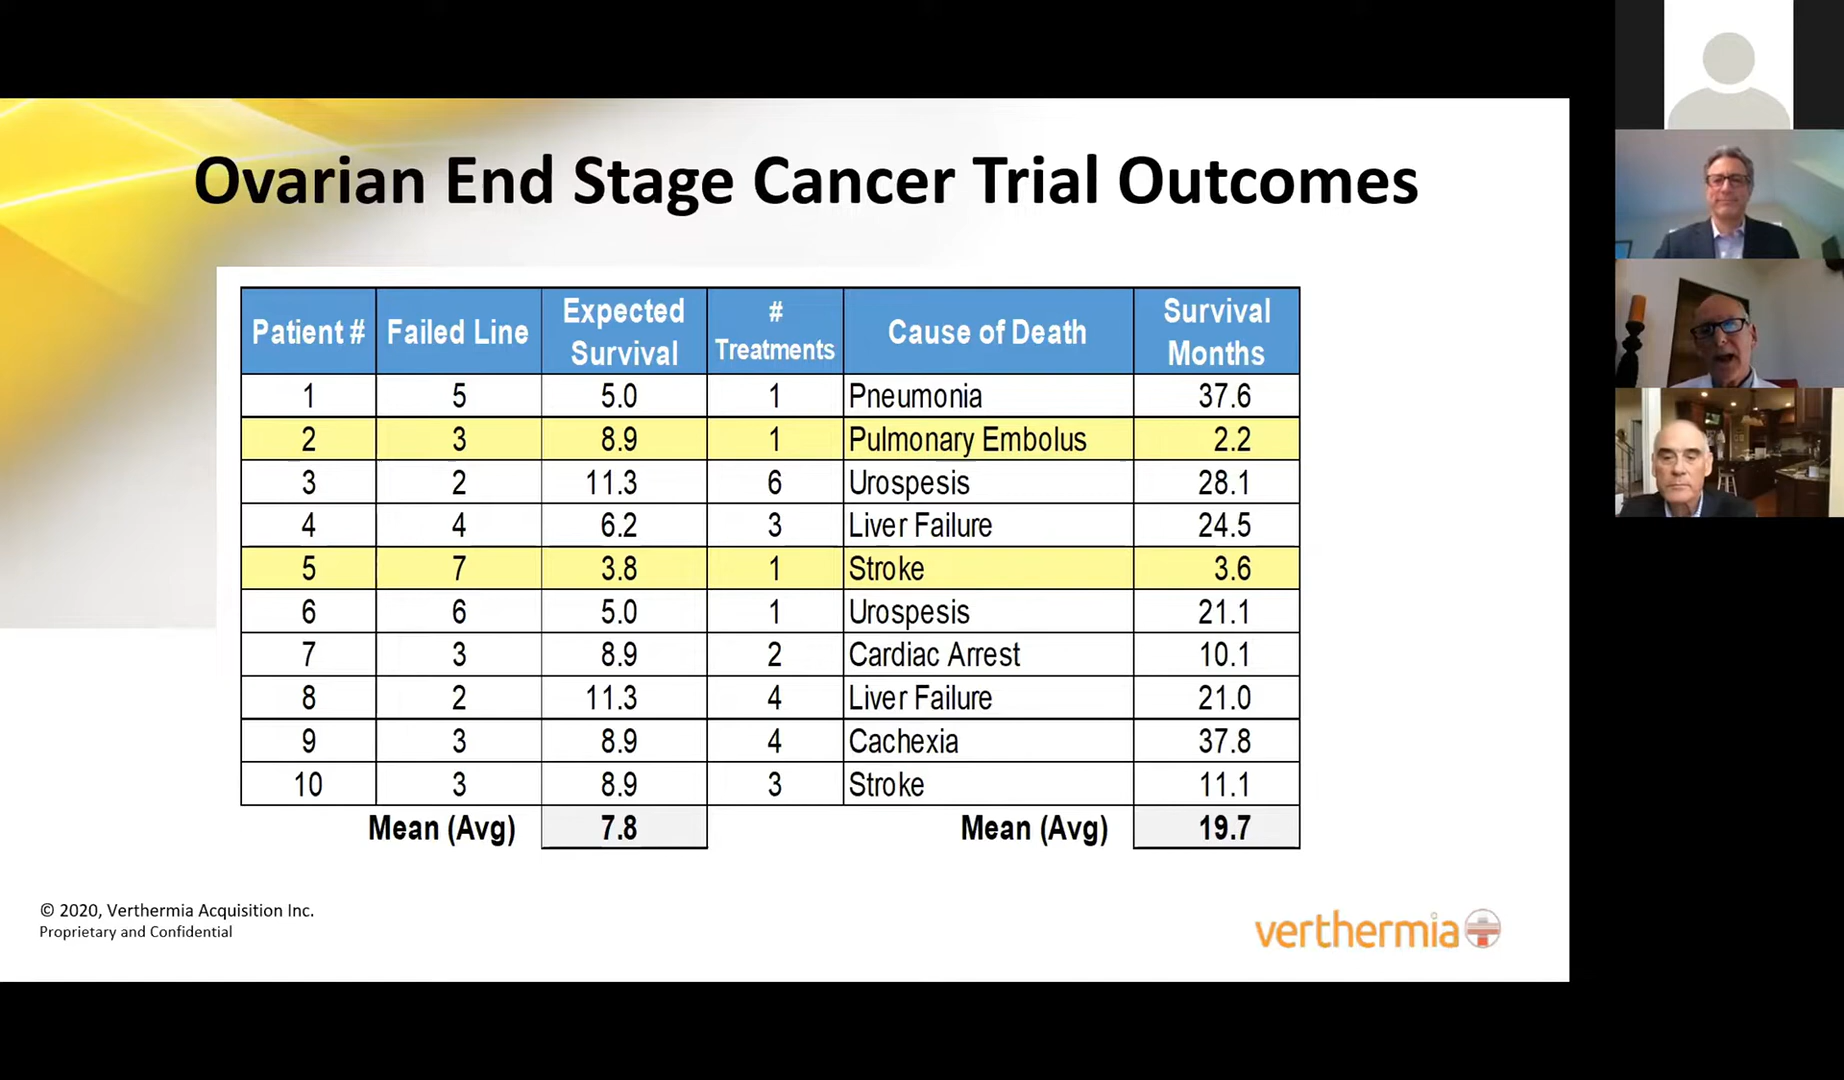 Ovarian End Stage Cancer Trial Outcomes
Patient # Failed Line Expected Survival # Treatments Cause of Death Survival Months
1 5 5.0 1 Pneumonia 37.6
2 3 8.9 1 Pulmonary Embolus 2.2
3 2 11.3 6 Urospesis 28.1
4 4 6.2 3 Liver Failure 24.5
5 7 3.8 1 Stroke 3.6
6 6 5.0 1 Urospesis 21.1
7 3 8.9 2 Cardiac Arrest 10.1
8 2 11.3 4 Liver Failure 21.0
9 3 8.9 4 Cachexia 37.8
10 3 8.9 3 Stroke 11.1
Mean (Avg) 7.8 Mean (Avg) 19.7
© 2020, Verthermia Acquisition Inc.
Proprietary and Confidential
verthermia